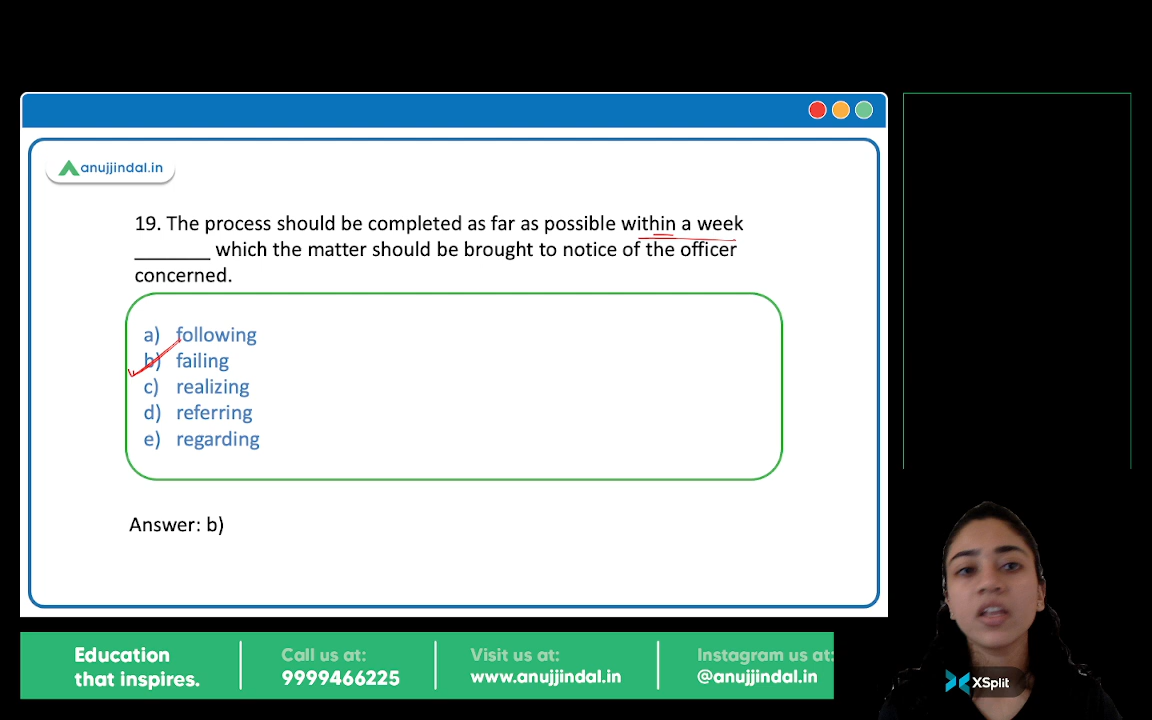 anujjindal.in
19. The process should be completed as far as possible within a week
_______ which the matter should be brought to notice of the officer
concerned.
a) following
b) failing
c) realizing
d) referring
e) regarding
Answer: b)
Education
that inspires.
Call us at:
9999466225
Visit us at:
www.anujjindal.in
Instagram us at:
@anujjindal.in
XSplit